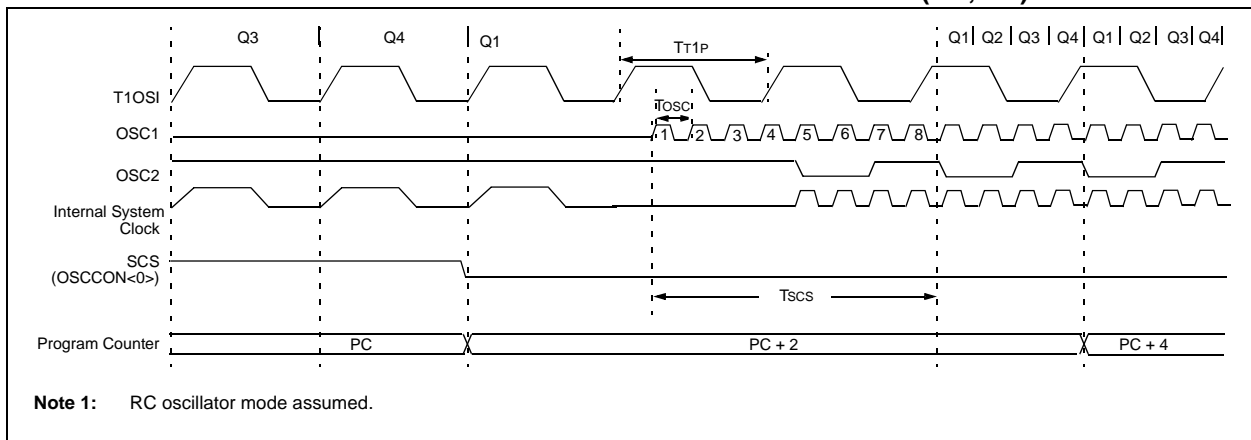 Q3 Q4 Q1 Q1 Q2 Q3 Q4 Q1 Q2 Q3 Q4
TT1P
T1OSI
TOSC
OSC1
1 2 3 4 5 6 7 8
OSC2
Internal System
Clock
SCS
(OSCCON<0>)
TSCS
Program Counter
PC PC + 2 PC + 4
Note 1: RC oscillator mode assumed.